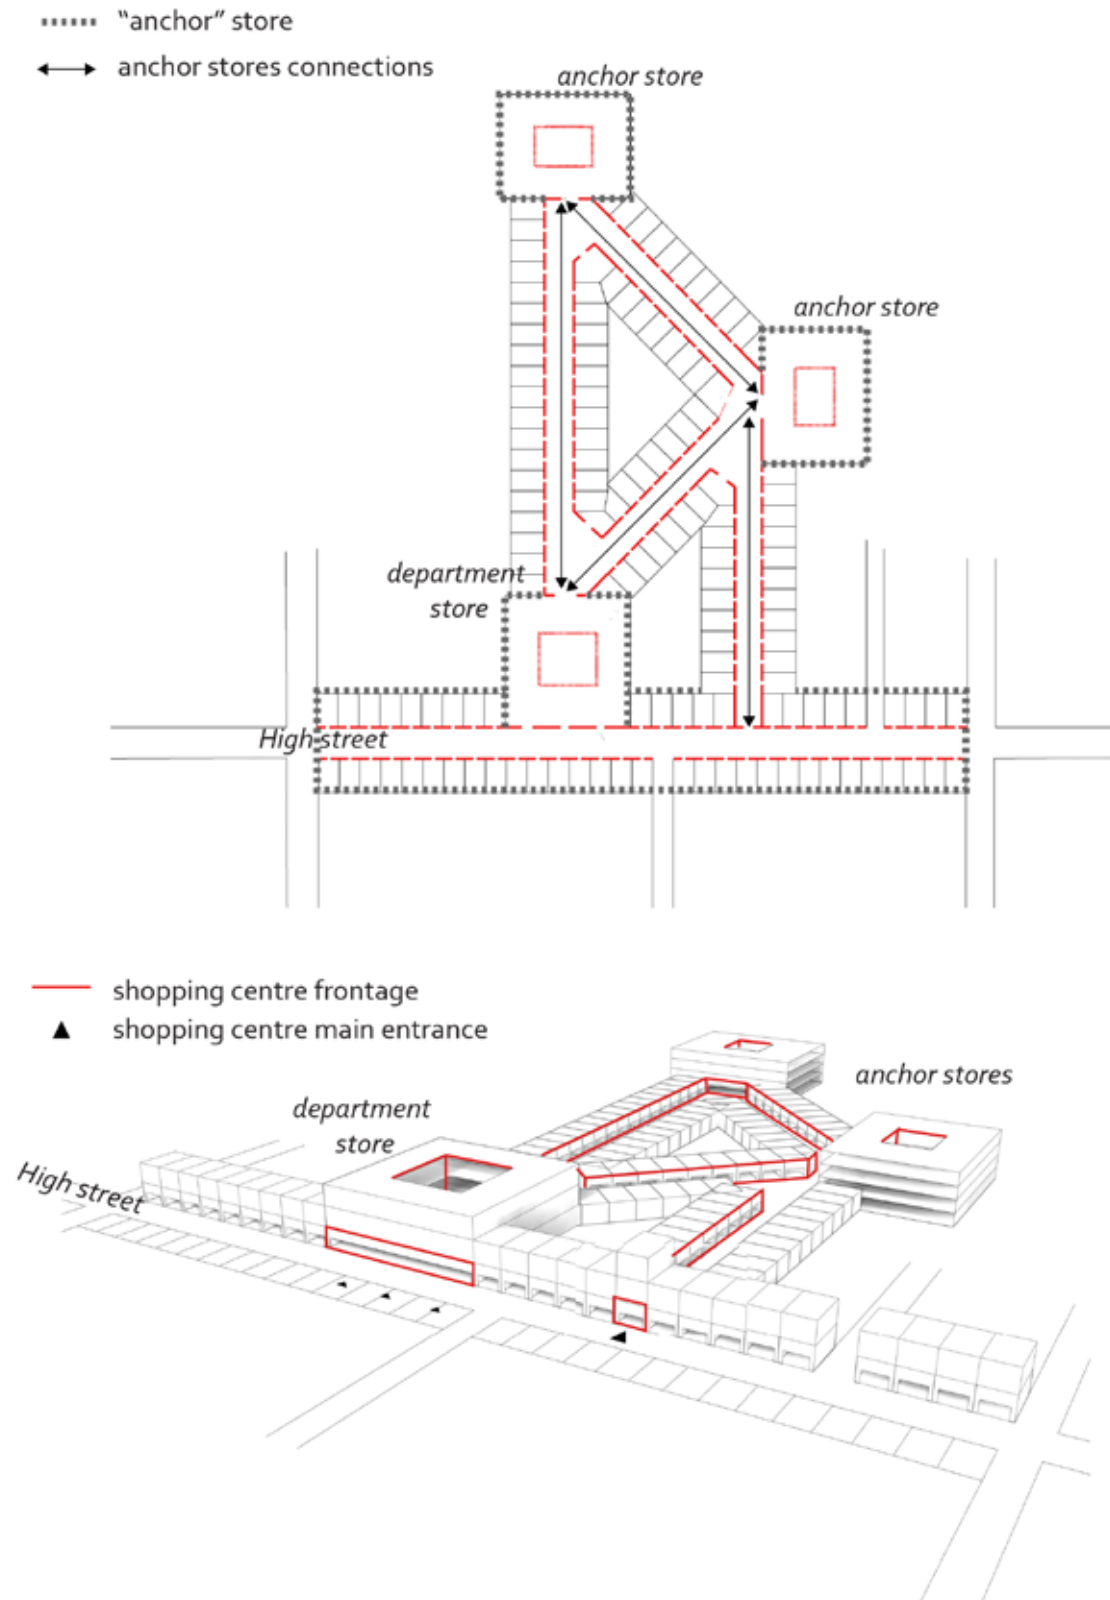 “anchor” store
anchor stores connections
anchor store
anchor store
department
store
High street
shopping centre frontage
shopping centre main entrance
anchor stores
department
store
High street